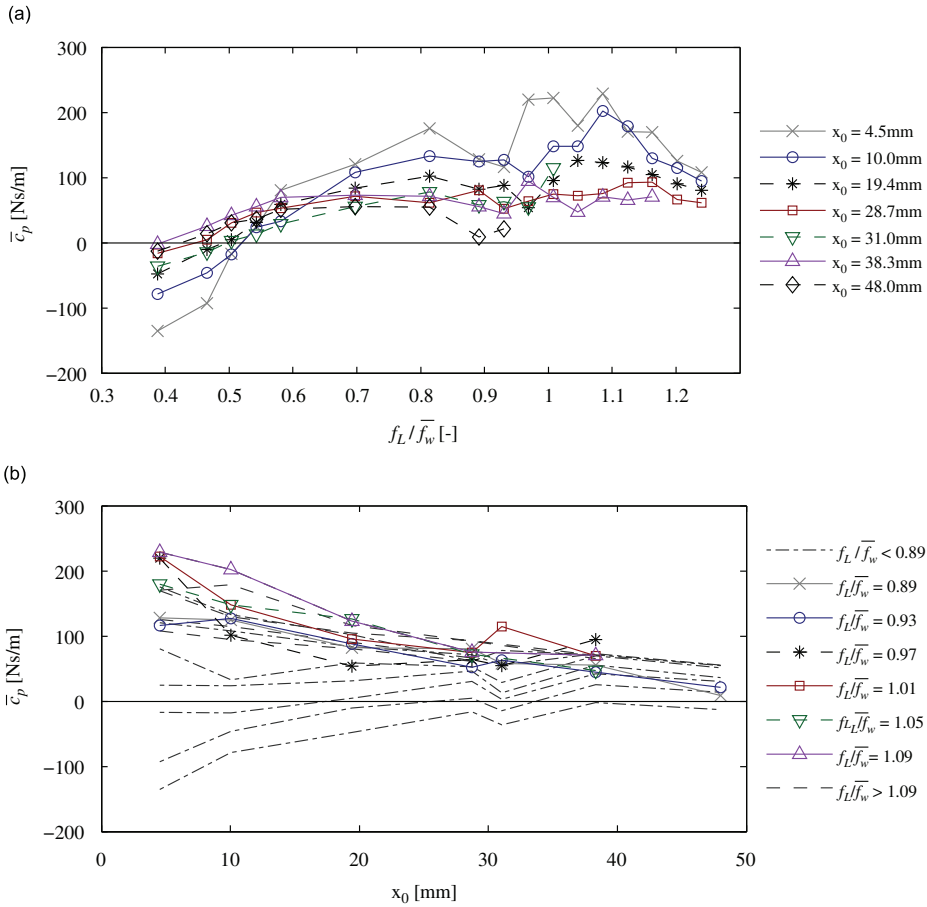 (a)
300
200
100
0
−100
−200
0.3 0.4 0.5 0.6 0.7 0.8 0.9 1 1.1 1.2
c̅p [Ns/m]
fL / f̅w [-]
x0 = 4.5mm
x0 = 10.0mm
x0 = 19.4mm
x0 = 28.7mm
x0 = 31.0mm
x0 = 38.3mm
x0 = 48.0mm
(b)
300
200
100
0
−100
−200
0 10 20 30 40 50
c̅p [Ns/m]
x0 [mm]
fL / f̅w < 0.89
fL/f̅w = 0.89
fL/f̅w = 0.93
fL/f̅w = 0.97
fL/f̅w = 1.01
fLL/f̅w = 1.05
fL/f̅w = 1.09
fL/f̅w > 1.09